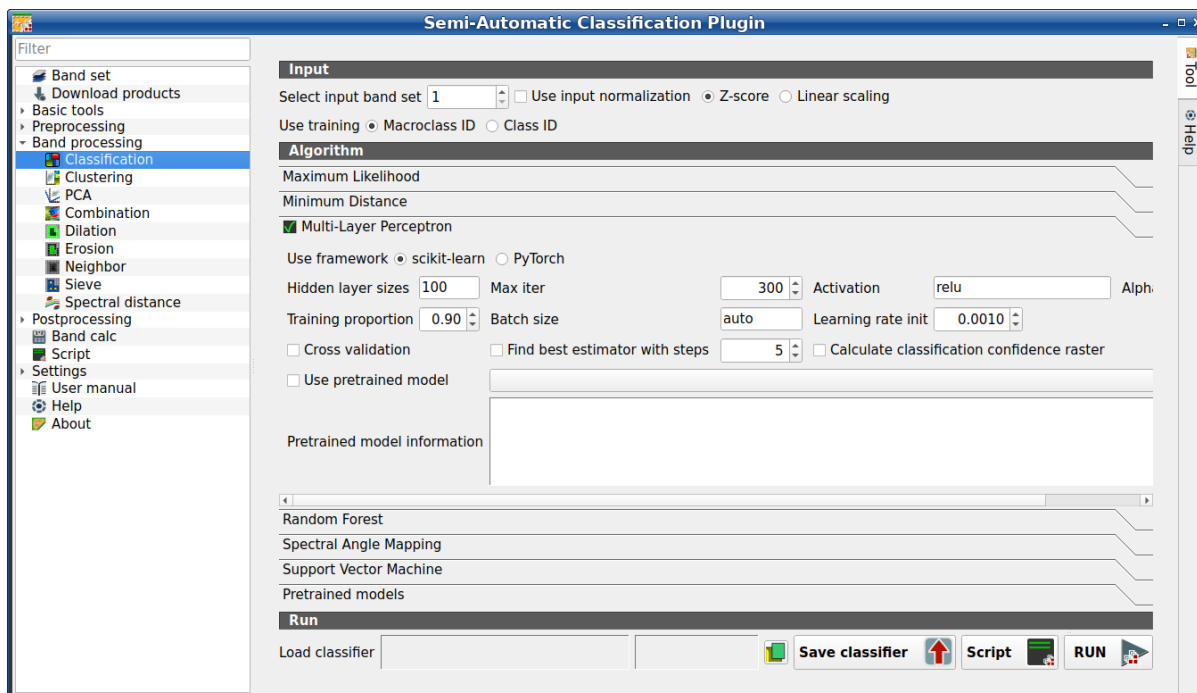 Semi-Automatic Classification Plugin
Filter
Band set
Download products
Basic tools
Preprocessing
Band processing
Classification
Clustering
PCA
Combination
Dilation
Erosion
Neighbor
Sieve
Spectral distance
Postprocessing
Band calc
Script
Settings
User manual
Help
About
Input
Select input band set 1 Use input normalization Z-score Linear scaling
Use training Macroclass ID Class ID
Algorithm
Maximum Likelihood
Minimum Distance
Multi-Layer Perceptron
Use framework scikit-learn PyTorch
Hidden layer sizes 100 Max iter 300 Activation relu
Training proportion 0.90 Batch size auto Learning rate init 0.0010
Cross validation Find best estimator with steps 5 Calculate classification confidence raster
Use pretrained model
Pretrained model information
Random Forest
Spectral Angle Mapping
Support Vector Machine
Pretrained models
Run
Load classifier Save classifier Script RUN
Tool
Help